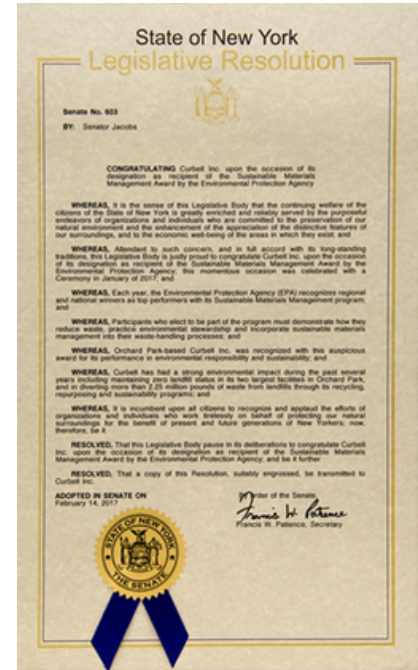 State of New York
Legislative Resolution
Senate No. 603
BY: Senator Jacobs
CONGRATULATING Curbell Inc. upon the occasion of its
designation as recipient of the Sustainable Materials
Management Award by the Environmental Protection Agency
WHEREAS, It is the sense of this Legislative Body that the continuing welfare of the
citizens of the State of New York is greatly enriched and reliably served by the purposeful
endeavors of organizations and individuals who are committed to the preservation of our
natural environment and the enhancement of the appreciation of the distinctive features of
our surroundings, and to the economic well-being of the areas in which they exist; and
WHEREAS, Attendant to such concern, and in full accord with its long-standing
traditions, this Legislative Body is justly proud to congratulate Curbell Inc. upon the occasion
of its designation as recipient of the Sustainable Materials Management Award by the
Environmental Protection Agency; this momentous occasion was celebrated with a
Ceremony in January of 2017; and
WHEREAS, Each year, the Environmental Protection Agency (EPA) recognizes regional
and national winners as top performers with its Sustainable Materials Management program;
and
WHEREAS, Participants who elect to be part of the program must demonstrate how they
reduce waste, practice environmental stewardship and incorporate sustainable materials
management into their waste-handling processes; and
WHEREAS, Orchard Park-based Curbell Inc. was recognized with this auspicious
award for its performance in environmental responsibility and sustainability; and
WHEREAS, Curbell has had a strong environmental impact during the past several
years including maintaining zero landfill status in its two largest facilities in Orchard Park,
and in diverting more than 2.25 million pounds of waste from landfills through its recycling,
repurposing and sustainability programs; and
WHEREAS, It is incumbent upon all citizens to recognize and applaud the efforts of
organizations and individuals who work tirelessly on behalf of protecting our natural
surroundings for the benefit of present and future generations of New Yorkers; now,
therefore, be it
RESOLVED, That this Legislative Body pause in its deliberations to congratulate Curbell
Inc. upon the occasion of its designation as recipient of the Sustainable Materials
Management Award by the Environmental Protection Agency; and be it further
RESOLVED, That a copy of this Resolution, suitably engrossed, be transmitted to
Curbell Inc.
ADOPTED IN SENATE ON
February 14, 2017
By order of the Senate,
Francis W. Patience
Francis W. Patience, Secretary
STATE OF NEW YORK
THE SENATE